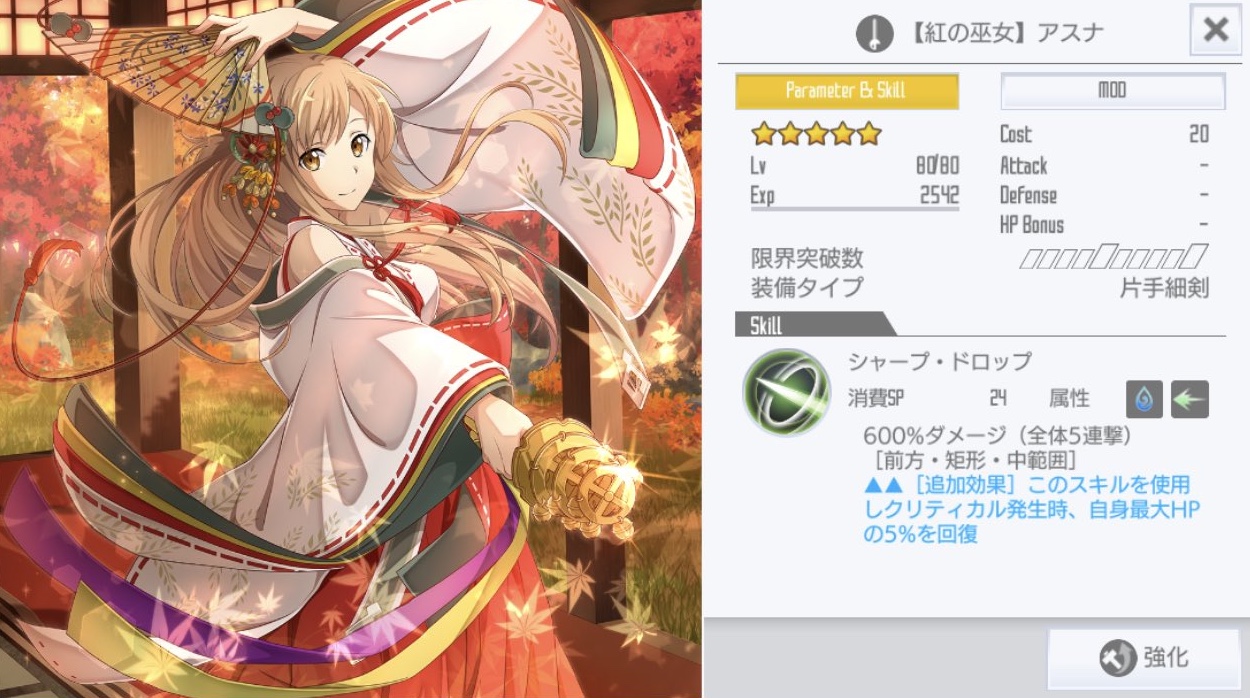 【紅の巫女】アスナ
Parameter & Skill
MOD
Lv 80/80
Exp 2542
Cost 20
Attack -
Defense -
HP Bonus -
限界突破数
装備タイプ 片手細剣
Skill
シャープ・ドロップ
消費SP 24 属性
600%ダメージ（全体5連撃）
［前方・矩形・中範囲］
▲▲［追加効果］このスキルを使用
しクリティカル発生時、自身最大HP
の5%を回復
強化